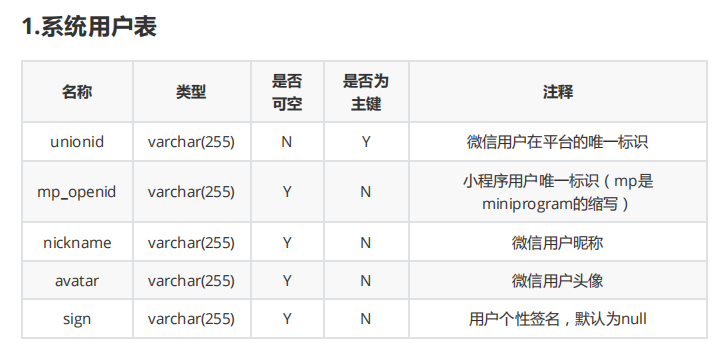 1.系统用户表
名称 类型 是否可空 是否为主键 注释
unionid varchar(255) N Y 微信用户在平台的唯一标识
mp_openid varchar(255) Y N 小程序用户唯一标识（mp是
miniprogram的缩写）
nickname varchar(255) Y N 微信用户昵称
avatar varchar(255) Y N 微信用户头像
sign varchar(255) Y N 用户个性签名，默认为null